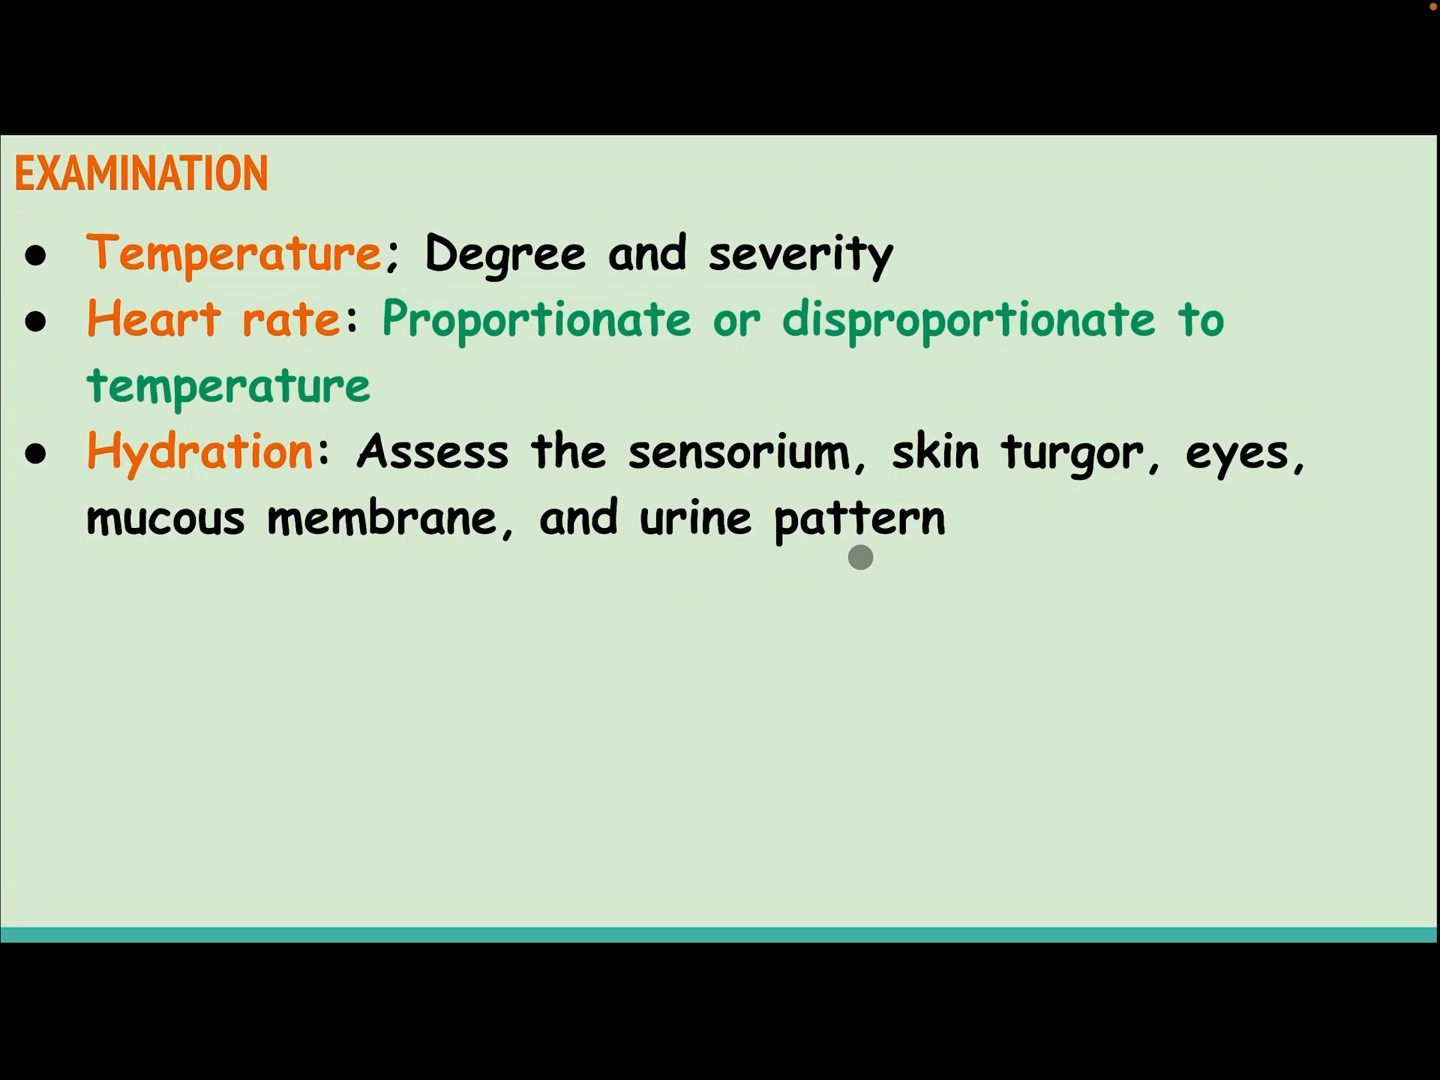 EXAMINATION
● Temperature; Degree and severity
● Heart rate: Proportionate or disproportionate to
temperature
● Hydration: Assess the sensorium, skin turgor, eyes,
mucous membrane, and urine pattern